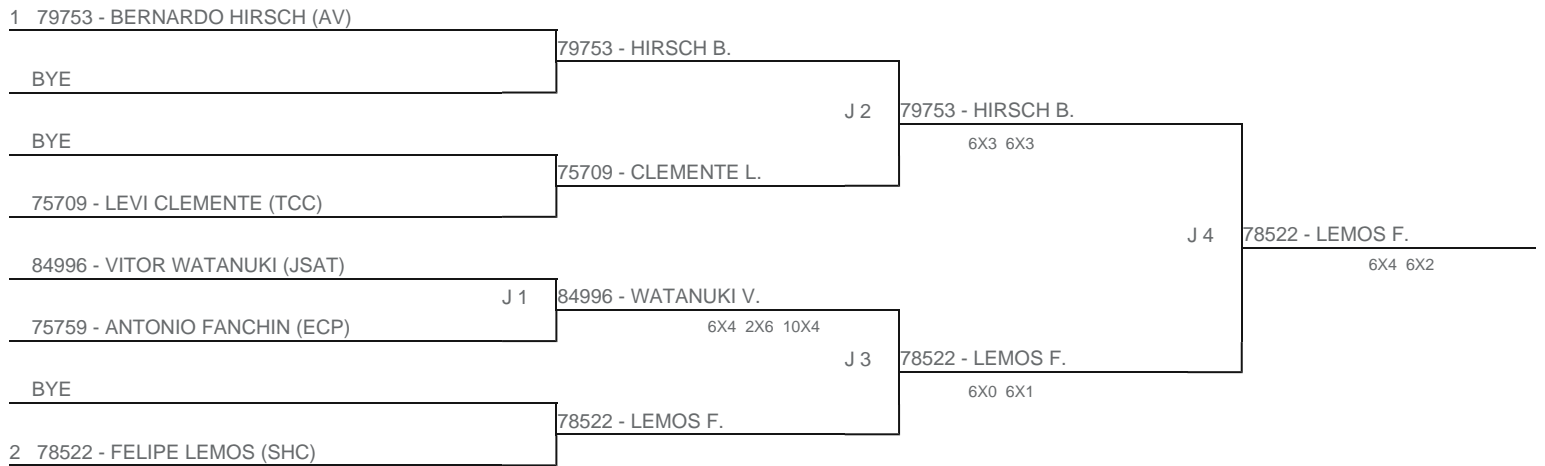 1 79753 - BERNARDO HIRSCH (AV)
79753 - HIRSCH B.
BYE
J 2
79753 - HIRSCH B.
BYE
6X3 6X3
75709 - CLEMENTE L.
75709 - LEVI CLEMENTE (TCC)
J 4
78522 - LEMOS F.
84996 - VITOR WATANUKI (JSAT)
6X4 6X2
J 1
84996 - WATANUKI V.
75759 - ANTONIO FANCHIN (ECP)
6X4 2X6 10X4
J 3
78522 - LEMOS F.
BYE
6X0 6X1
78522 - LEMOS F.
2 78522 - FELIPE LEMOS (SHC)